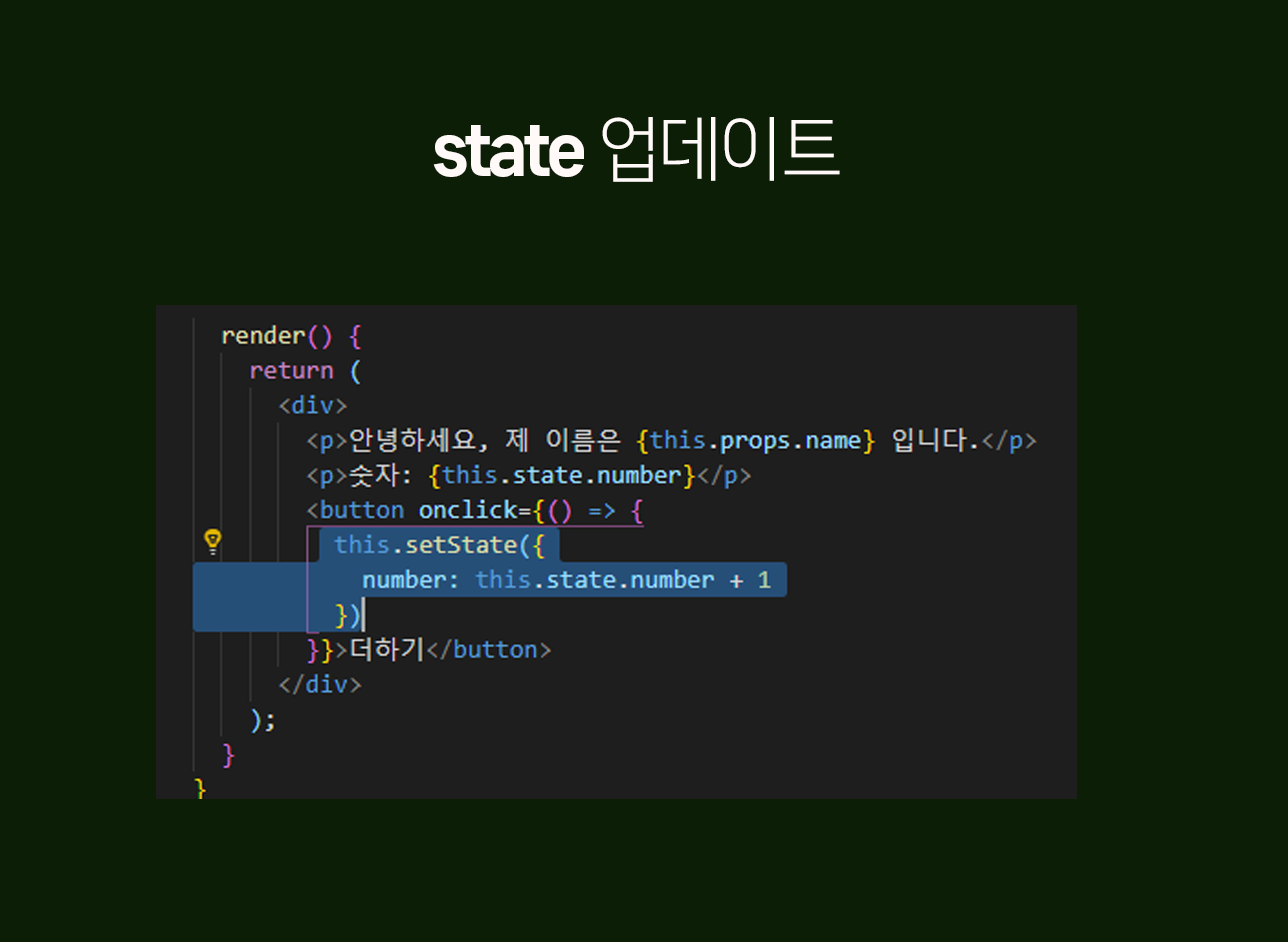 state 업데이트
render() {
return (
<div>
<p>안녕하세요, 제 이름은 {this.props.name} 입니다.</p>
<p>숫자: {this.state.number}</p>
<button onclick={() => {
this.setState({
number: this.state.number + 1
})
}}>더하기</button>
</div>
);
}
}